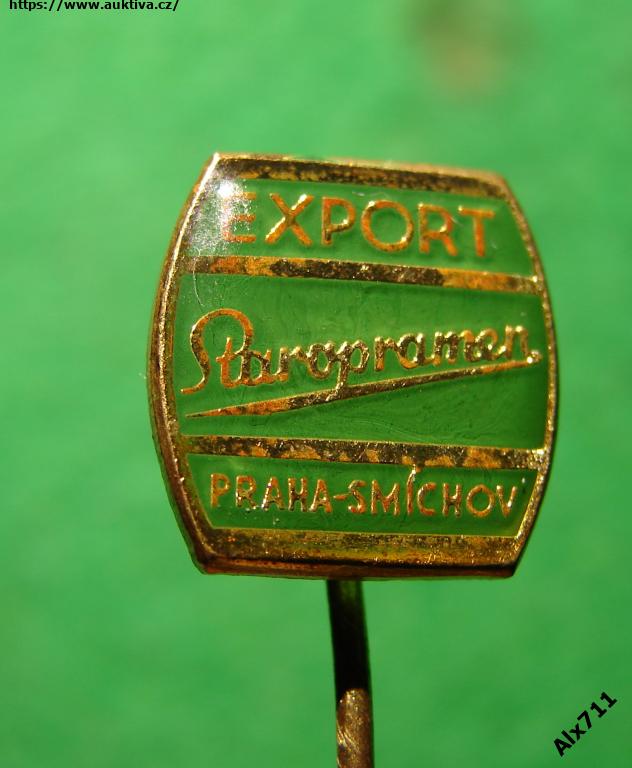 https://www.auktiva.cz/
EXPORT
Staropramen
PRAHA-SMÍCHOV
Alx711